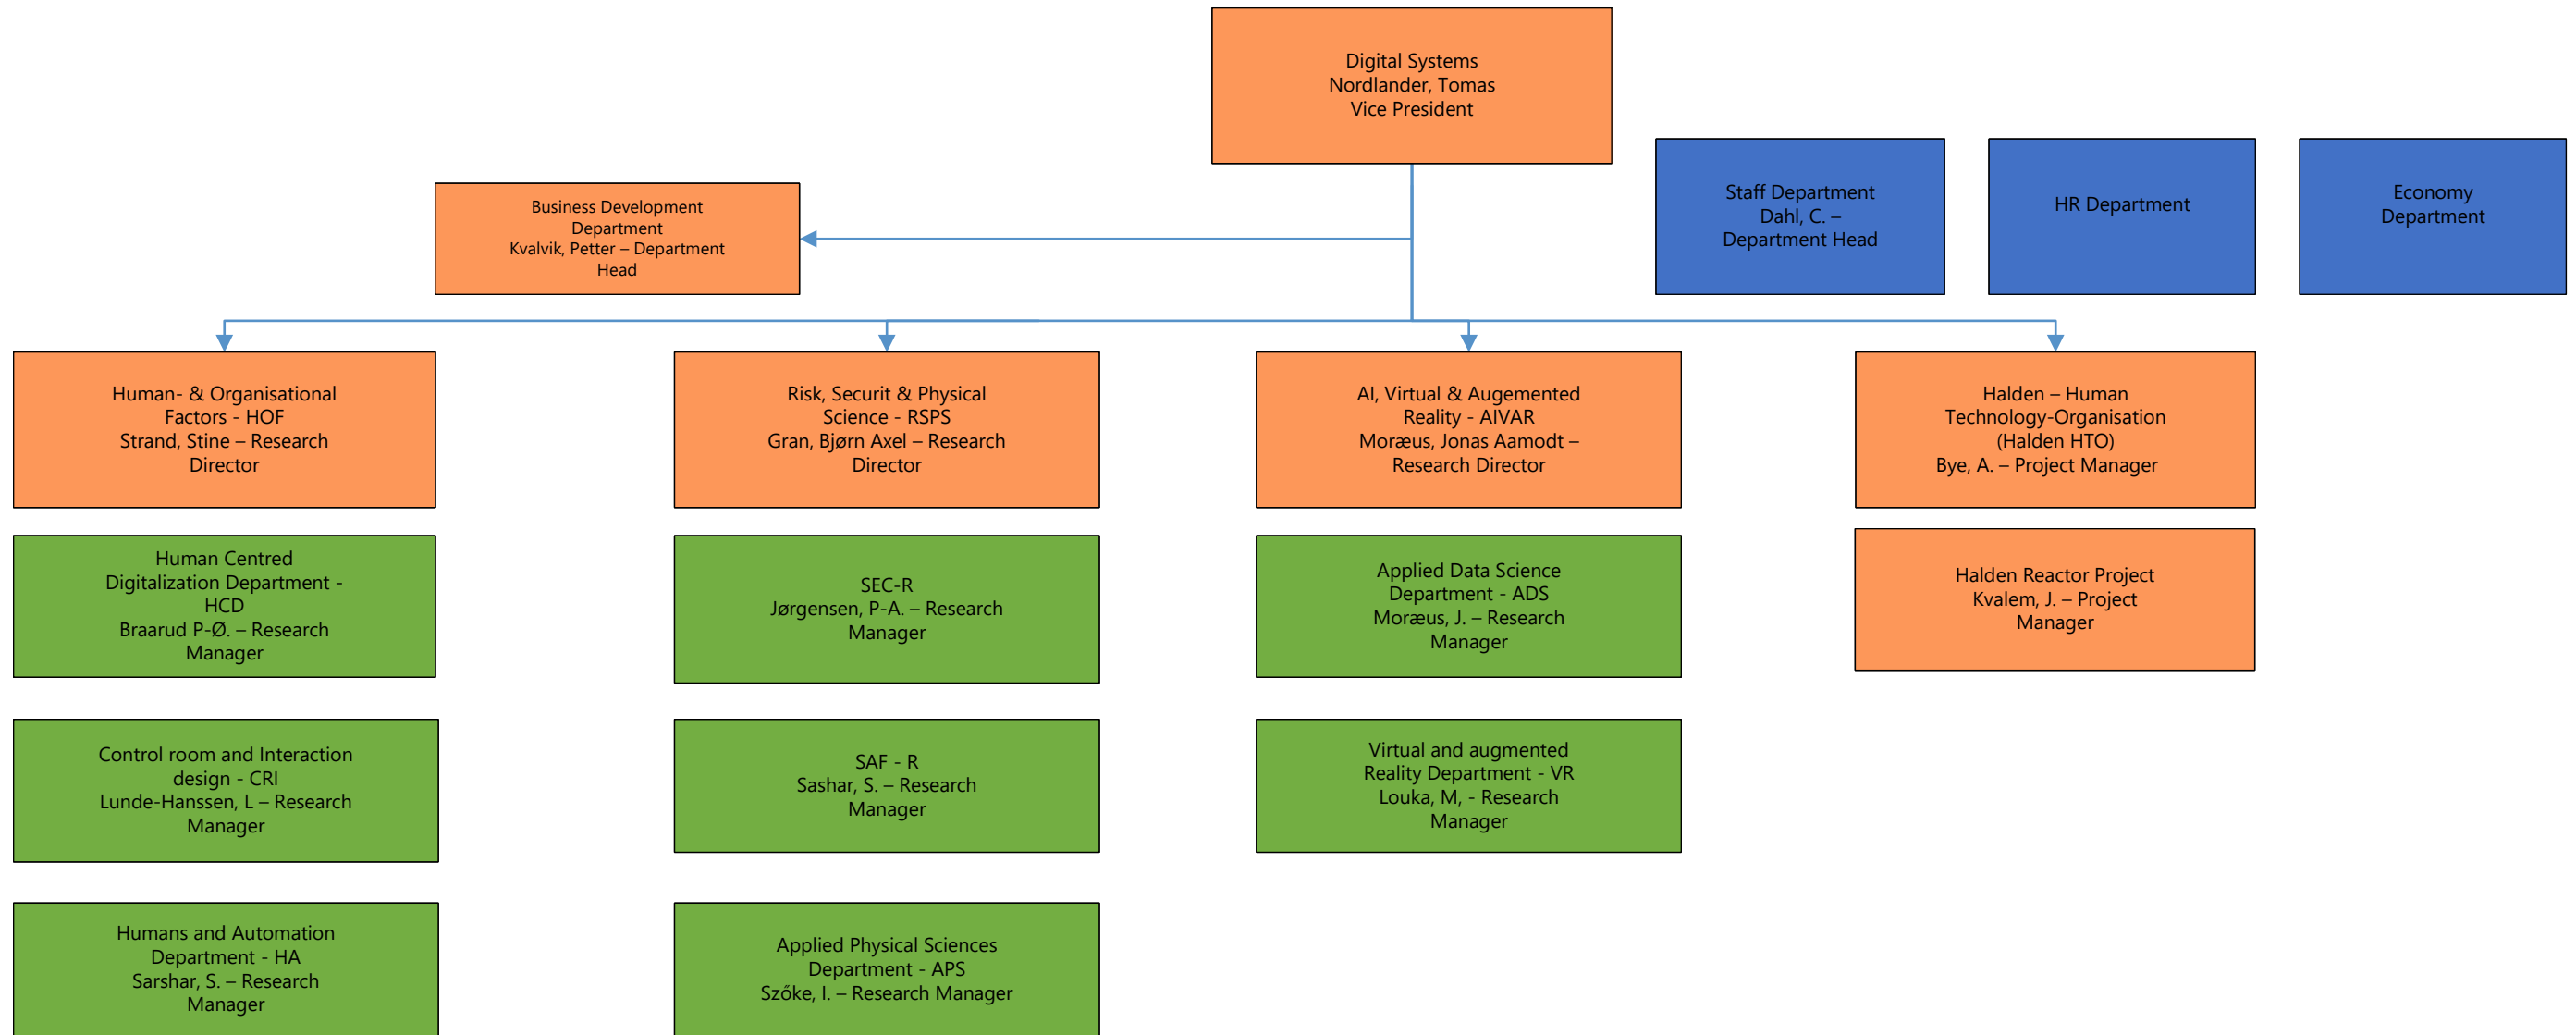 Digital Systems
Nordlander, Tomas
Vice President
Business Development
Department
Kvalvik, Petter – Department
Head
Staff Department
Dahl, C. –
Department Head
HR Department
Economy
Department
Human- & Organisational
Factors - HOF
Strand, Stine – Research
Director
Risk, Securit & Physical
Science - RSPS
Gran, Bjørn Axel – Research
Director
AI, Virtual & Augemented
Reality - AIVAR
Moræus, Jonas Aamodt –
Research Director
Halden – Human
Technology-Organisation
(Halden HTO)
Bye, A. – Project Manager
Human Centred
Digitalization Department -
HCD
Braarud P-Ø. – Research
Manager
SEC-R
Jørgensen, P-A. – Research
Manager
Applied Data Science
Department - ADS
Moræus, J. – Research
Manager
Halden Reactor Project
Kvalem, J. – Project
Manager
Control room and Interaction
design - CRI
Lunde-Hanssen, L – Research
Manager
SAF - R
Sashar, S. – Research
Manager
Virtual and augmented
Reality Department - VR
Louka, M, - Research
Manager
Humans and Automation
Department - HA
Sarshar, S. – Research
Manager
Applied Physical Sciences
Department - APS
Szőke, I. – Research Manager